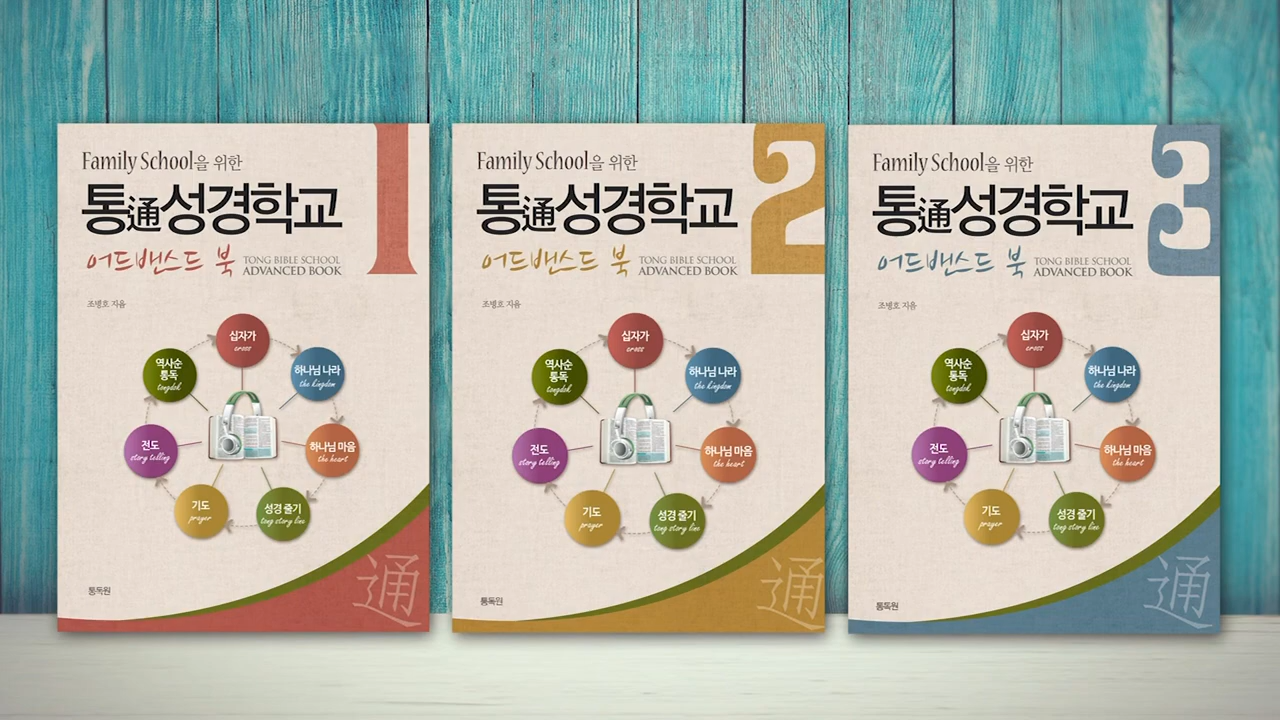 Family School을 위한
통通성경학교
1
어드밴스드 북
TONG BIBLE SCHOOL
ADVANCED BOOK
조병호 지음
십자가
cross
하나님 나라
the kingdom
하나님 마음
the heart
성경 줄기
tong story line
기도
prayer
전도
story telling
역사순
통독
tongdok
통독원
通
Family School을 위한
통通성경학교
2
어드밴스드 북
TONG BIBLE SCHOOL
ADVANCED BOOK
조병호 지음
십자가
cross
하나님 나라
the kingdom
하나님 마음
the heart
성경 줄기
tong story line
기도
prayer
전도
story telling
역사순
통독
tongdok
통독원
通
Family School을 위한
통通성경학교
3
어드밴스드 북
TONG BIBLE SCHOOL
ADVANCED BOOK
조병호 지음
십자가
cross
하나님 나라
the kingdom
하나님 마음
the heart
성경 줄기
tong story line
기도
prayer
전도
story telling
역사순
통독
tongdok
통독원
通